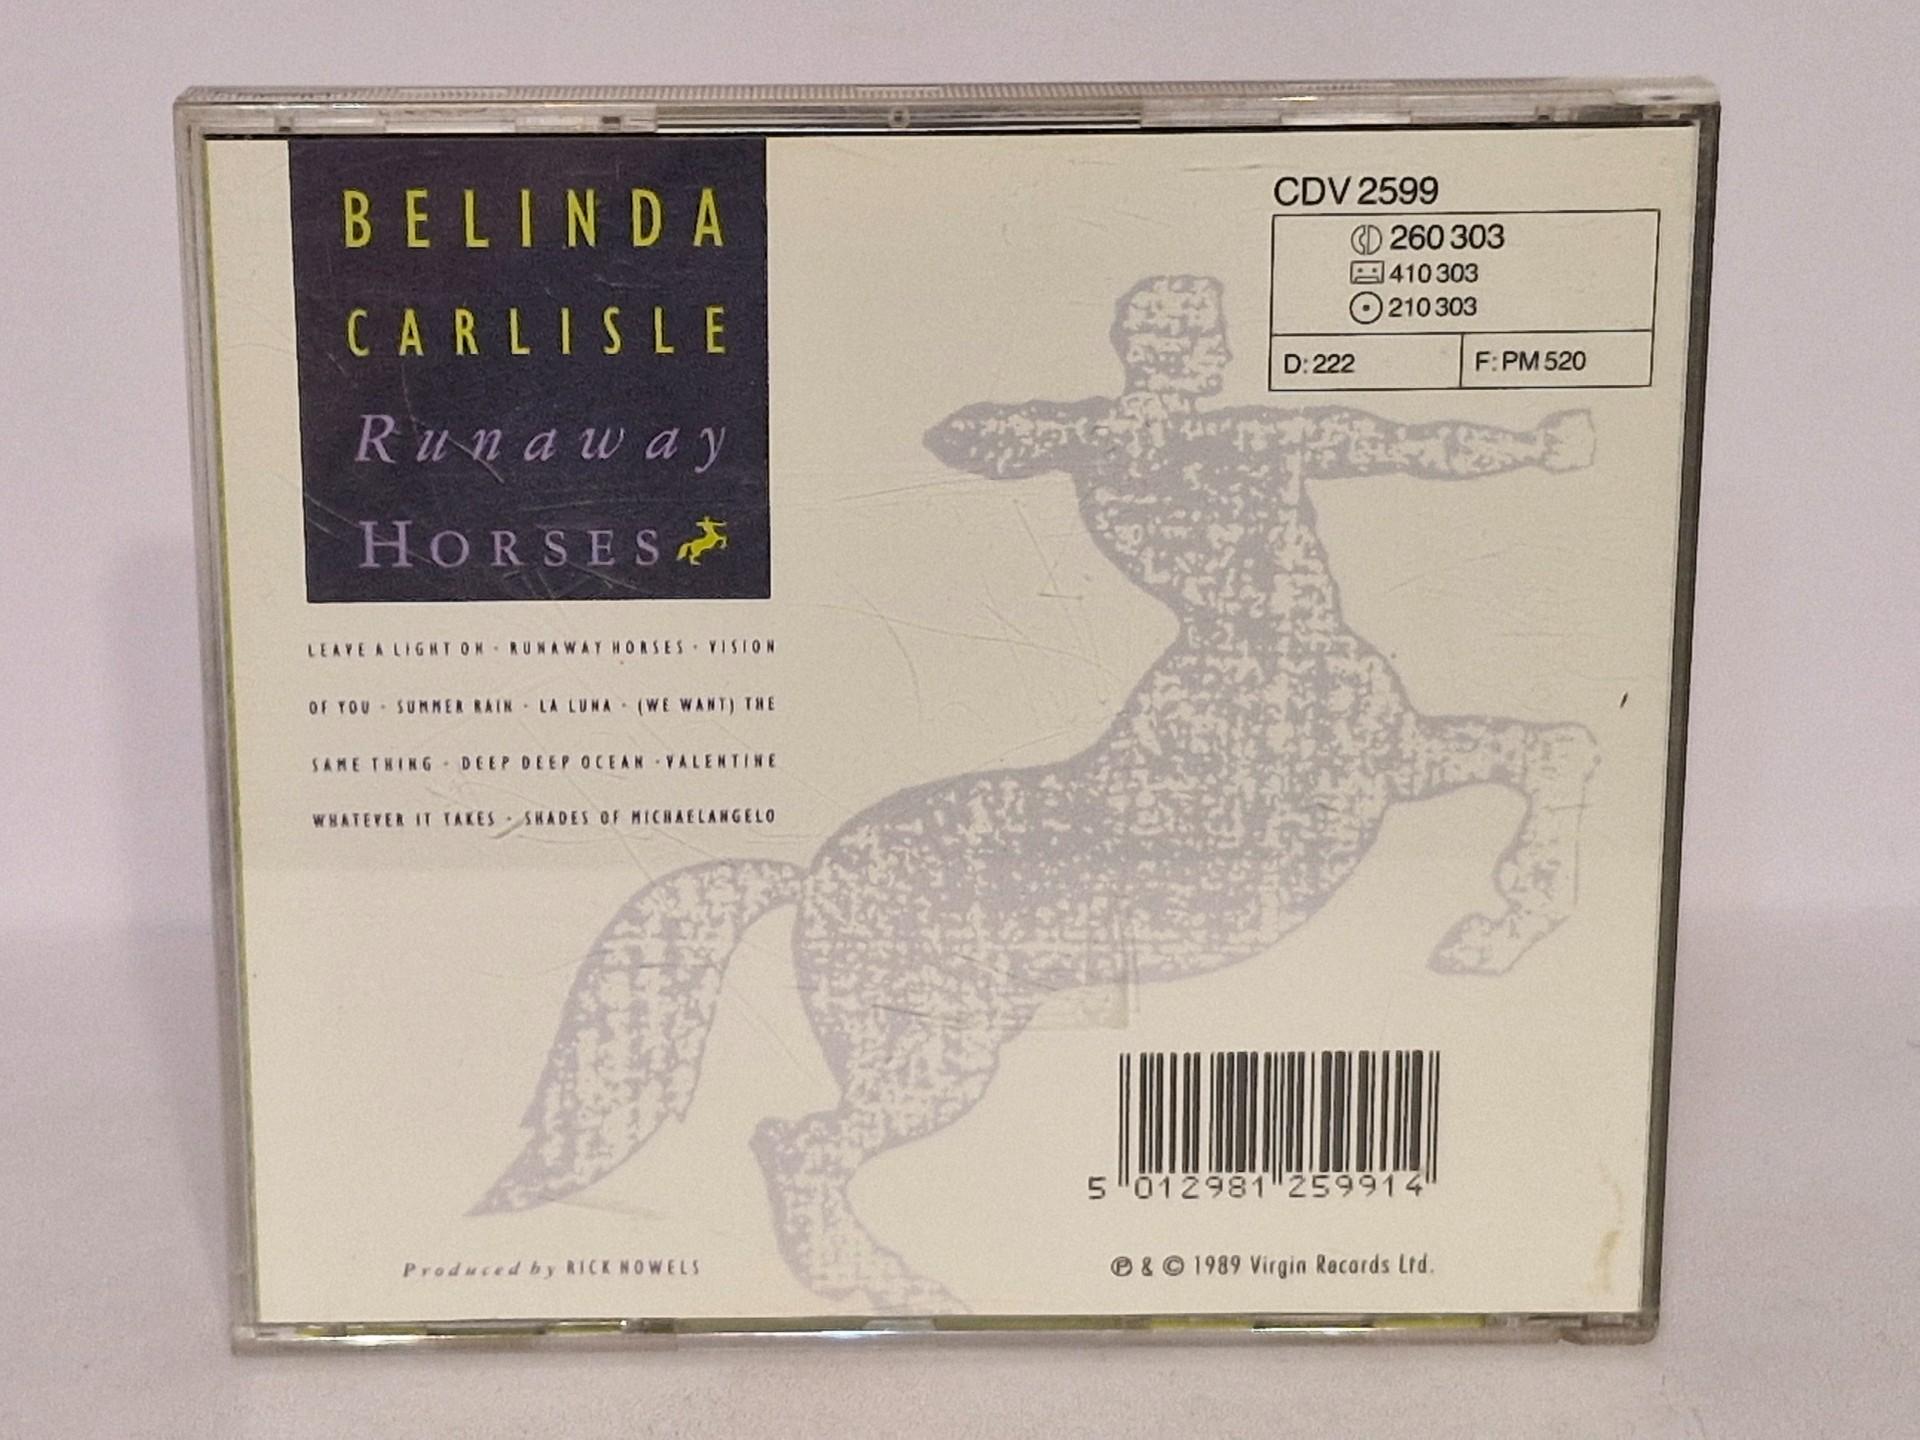 BELINDA
CARLISLE
Runaway
HORSES
LEAVE A LIGHT ON · RUNAWAY HORSES · VISION
OF YOU · SUMMER RAIN · LA LUNA · (WE WANT) THE
SAME THING · DEEP DEEP OCEAN · VALENTINE
WHATEVER IT TAKES · SHADES OF MICHAELANGELO
CDV 2599
260 303
410 303
210 303
D: 222
F: PM 520
5 012981 259914
Produced by RICK NOWELS
℗ & © 1989 Virgin Records Ltd.